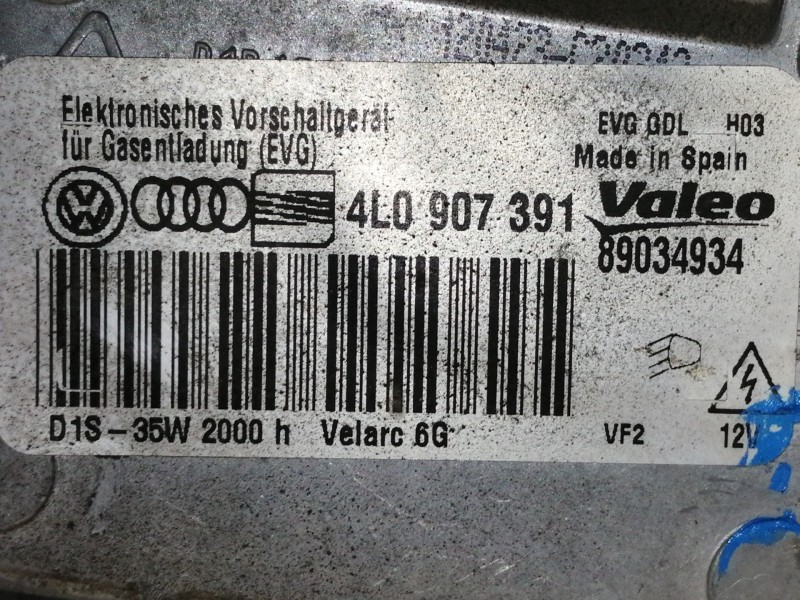 Elektronisches Vorschaltgerät
für Gasentladung (EVG)
EVG GDL H03
Made in Spain
4L0 907 391
Valeo
89034934
D1S-35W 2000 h Velarc 6G
VF2
12V